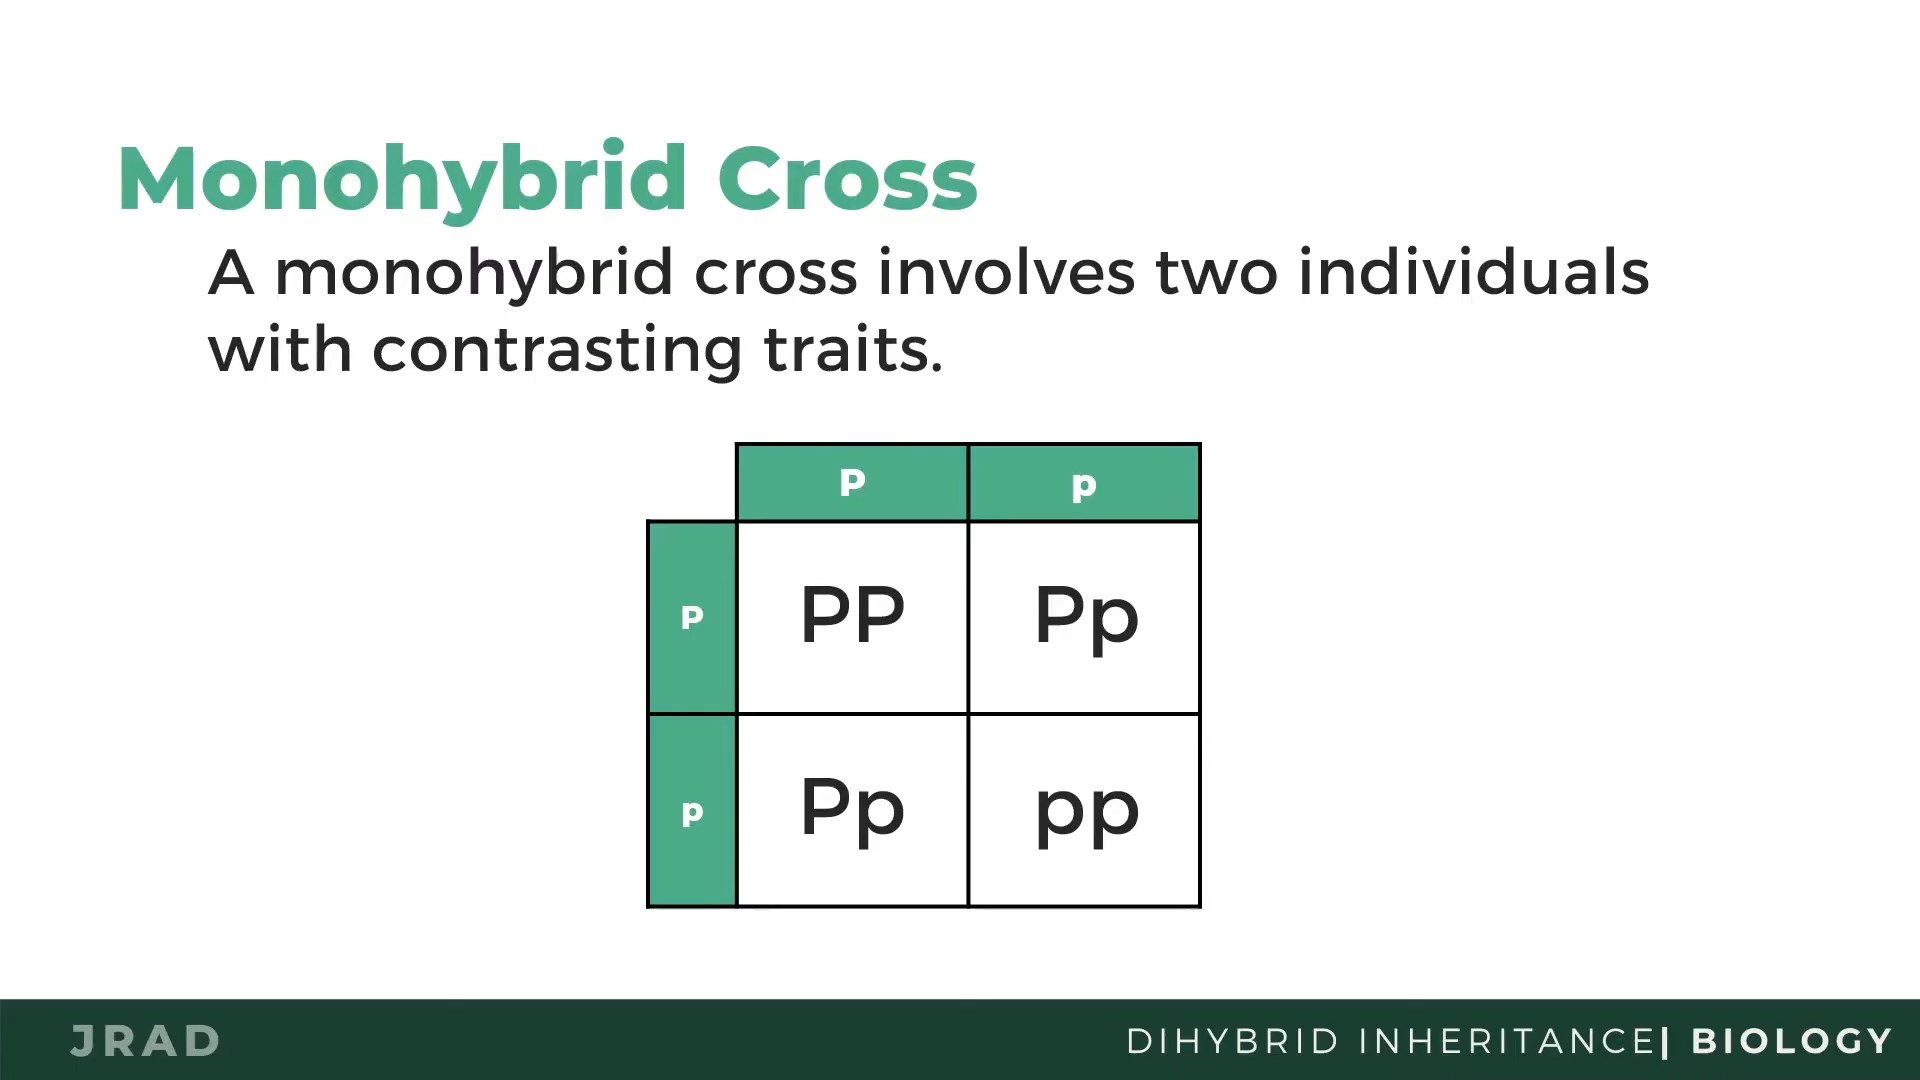 Monohybrid Cross
A monohybrid cross involves two individuals
with contrasting traits.
P p
P PP Pp
p Pp pp
JRAD DIHYBRID INHERITANCE| BIOLOGY